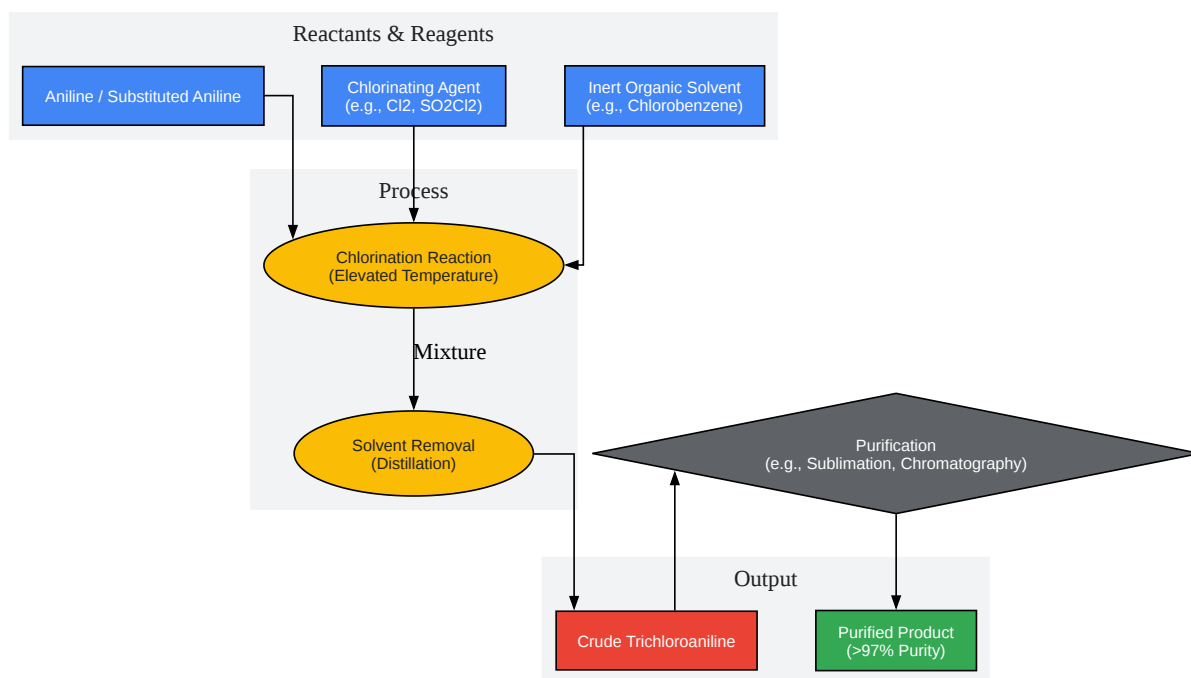 Reactants & Reagents
Aniline / Substituted Aniline
Chlorinating Agent
(e.g., Cl2, SO2Cl2)
Inert Organic Solvent
(e.g., Chlorobenzene)
Process
Chlorination Reaction
(Elevated Temperature)
Mixture
Solvent Removal
(Distillation)
Purification
(e.g., Sublimation, Chromatography)
Output
Crude Trichloroaniline
Purified Product
(>97% Purity)